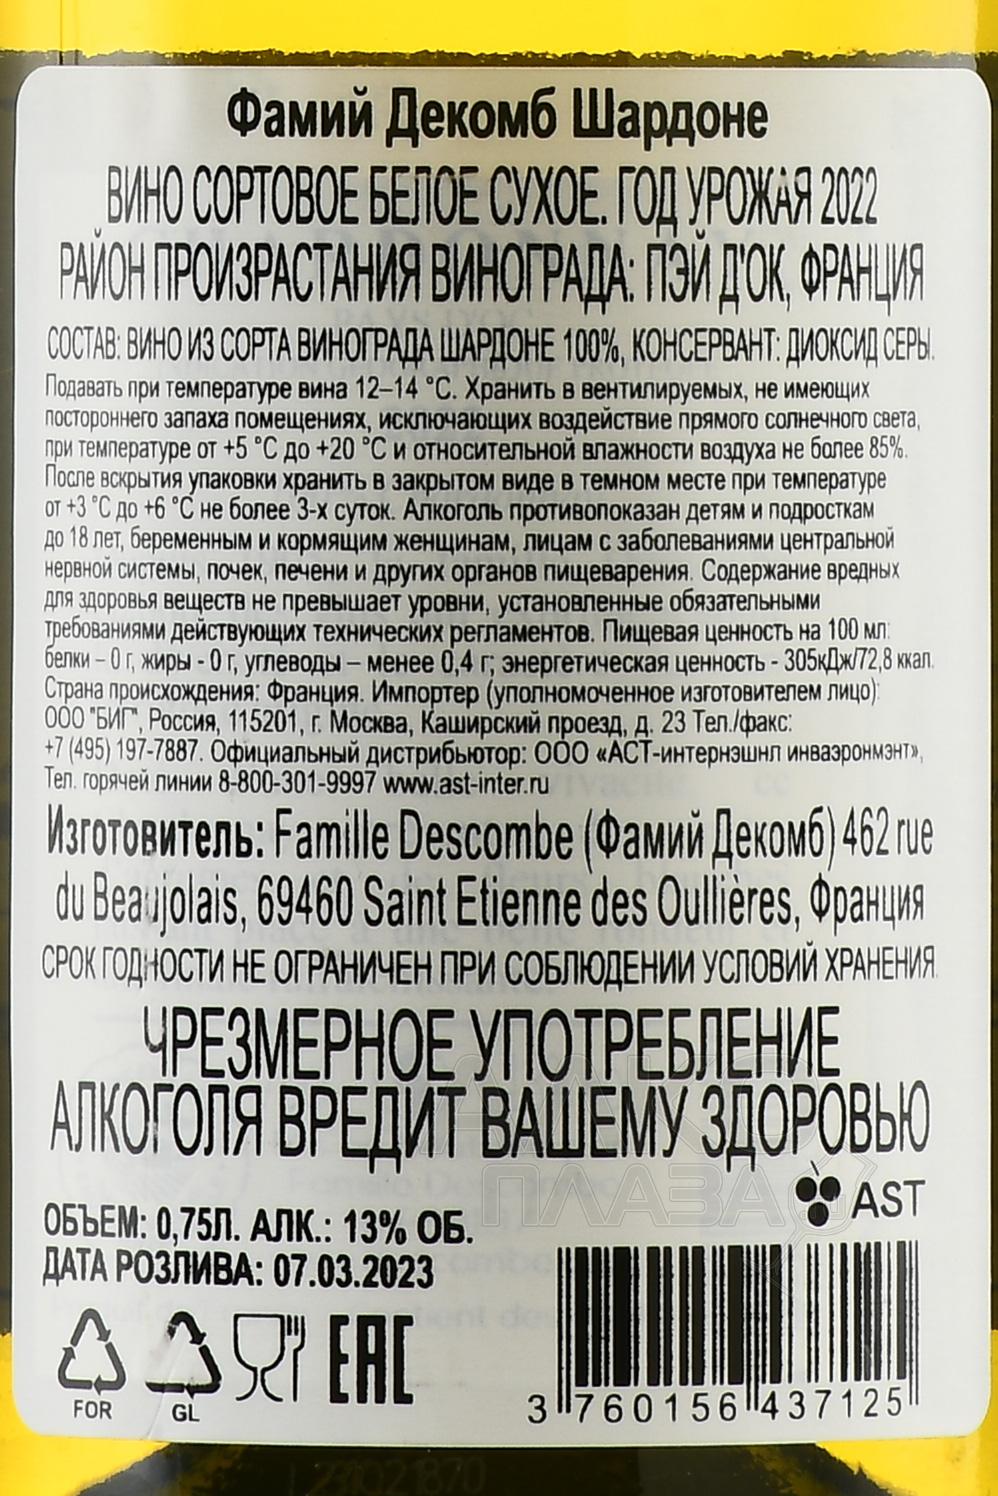 Фамий Декомб Шардоне
ВИНО СОРТОВОЕ БЕЛОЕ СУХОЕ. ГОД УРОЖАЯ 2022
РАЙОН ПРОИЗРАСТАНИЯ ВИНОГРАДА: ПЭЙ Д'ОК, ФРАНЦИЯ
СОСТАВ: ВИНО ИЗ СОРТА ВИНОГРАДА ШАРДОНЕ 100%, КОНСЕРВАНТ: ДИОКСИД СЕРЫ.
Подавать при температуре вина 12–14 °С. Хранить в вентилируемых, не имеющих
постороннего запаха помещениях, исключающих воздействие прямого солнечного света,
при температуре от +5 °С до +20 °С и относительной влажности воздуха не более 85%.
После вскрытия упаковки хранить в закрытом виде в темном месте при температуре
от +3 °С до +6 °С не более 3-х суток. Алкоголь противопоказан детям и подросткам
до 18 лет, беременным и кормящим женщинам, лицам с заболеваниями центральной
нервной системы, почек, печени и других органов пищеварения. Содержание вредных
для здоровья веществ не превышает уровни, установленные обязательными
требованиями действующих технических регламентов. Пищевая ценность на 100 мл:
белки – 0 г, жиры - 0 г, углеводы – менее 0,4 г; энергетическая ценность - 305кДж/72,8 ккал.
Страна происхождения: Франция. Импортер (уполномоченное изготовителем лицо):
ООО "БИГ", Россия, 115201, г. Москва, Каширский проезд, д. 23 Тел./факс:
+7 (495) 197-7887. Официальный дистрибьютор: ООО «АСТ-интернэшнл инваэронмэнт»,
Тел. горячей линии 8-800-301-9997 www.ast-inter.ru
Изготовитель: Famille Descombe (Фамий Декомб) 462 rue
du Beaujolais, 69460 Saint Etienne des Oullières, Франция
СРОК ГОДНОСТИ НЕ ОГРАНИЧЕН ПРИ СОБЛЮДЕНИИ УСЛОВИЙ ХРАНЕНИЯ.
ЧРЕЗМЕРНОЕ УПОТРЕБЛЕНИЕ
АЛКОГОЛЯ ВРЕДИТ ВАШЕМУ ЗДОРОВЬЮ
ПЛАЗА
AST
ОБЪЕМ: 0,75Л. АЛК.: 13% ОБ.
ДАТА РОЗЛИВА: 07.03.2023
FOR
GL
EAC
3 760156 437125